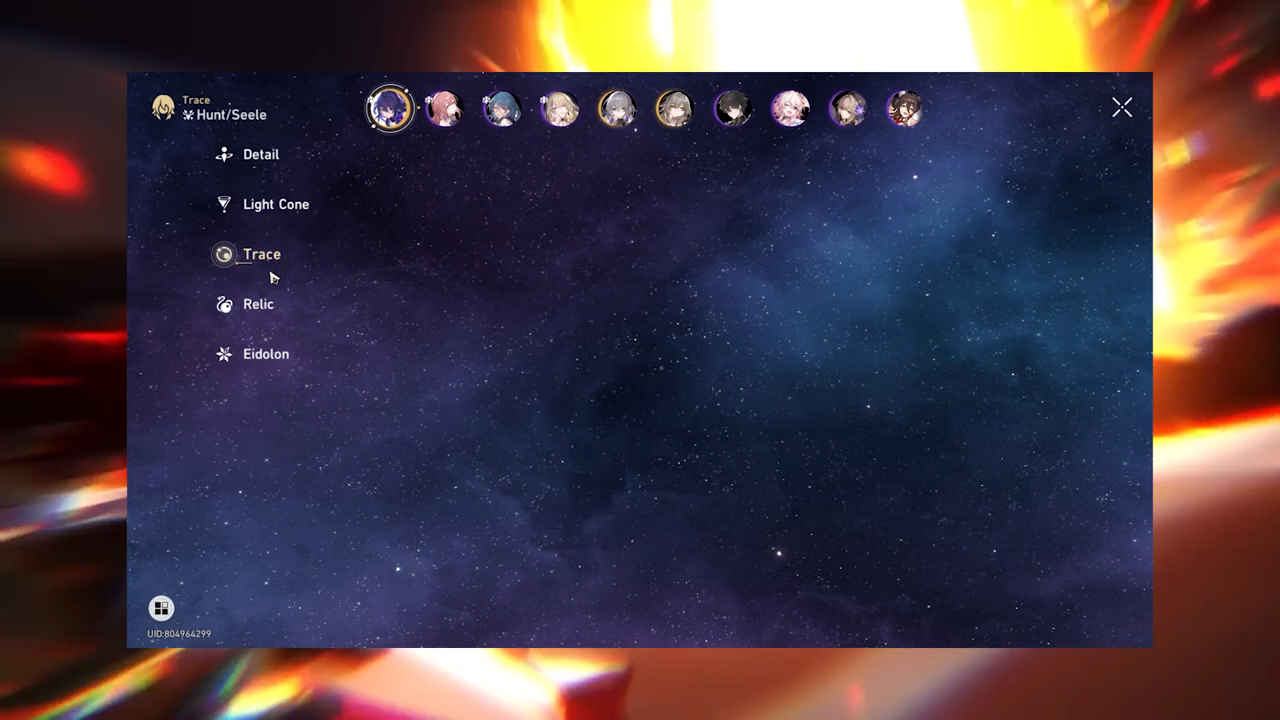 Trace
Hunt/Seele
Detail
Light Cone
Trace
Relic
Eidolon
UID:804964299